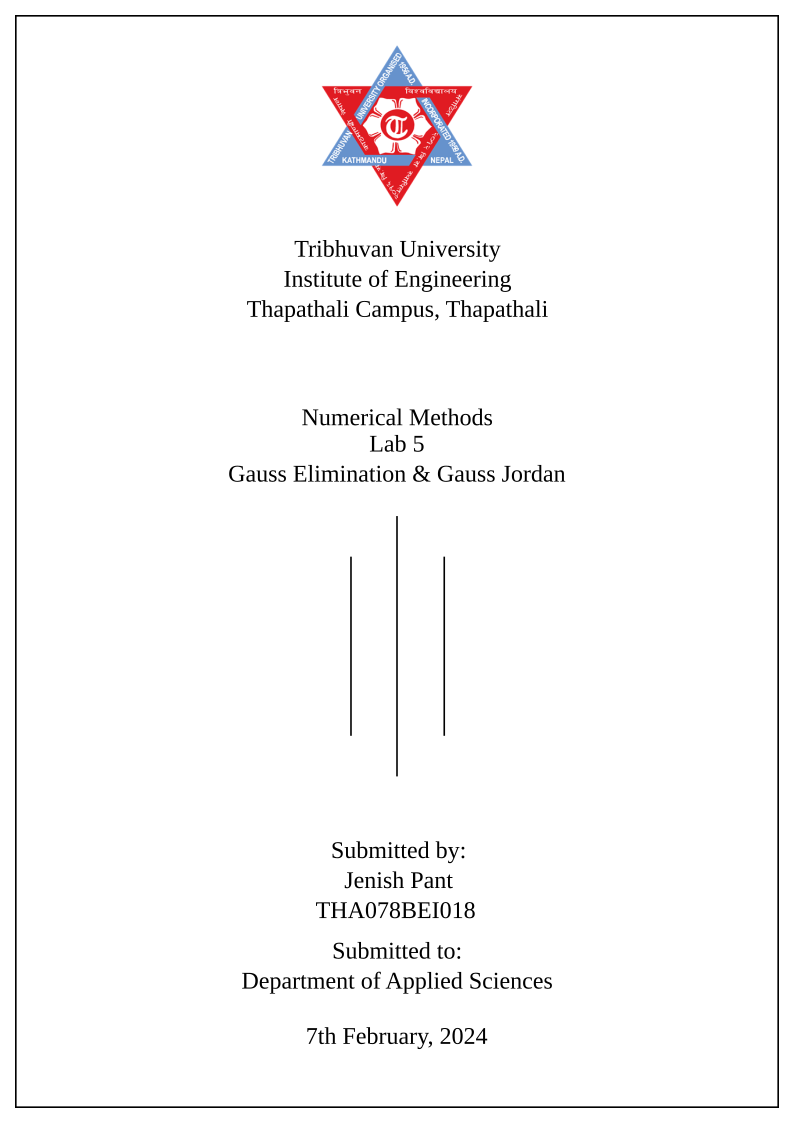 UNIVERSITY ORGANISED
1956 A.D.
त्रिभुवन
विश्वविद्यालय
INCORPORATED 1959 A.D.
TRIBHUVAN
KATHMANDU
NEPAL
T
Tribhuvan University
Institute of Engineering
Thapathali Campus, Thapathali
Numerical Methods
Lab 5
Gauss Elimination & Gauss Jordan
Submitted by:
Jenish Pant
THA078BEI018
Submitted to:
Department of Applied Sciences
7th February, 2024